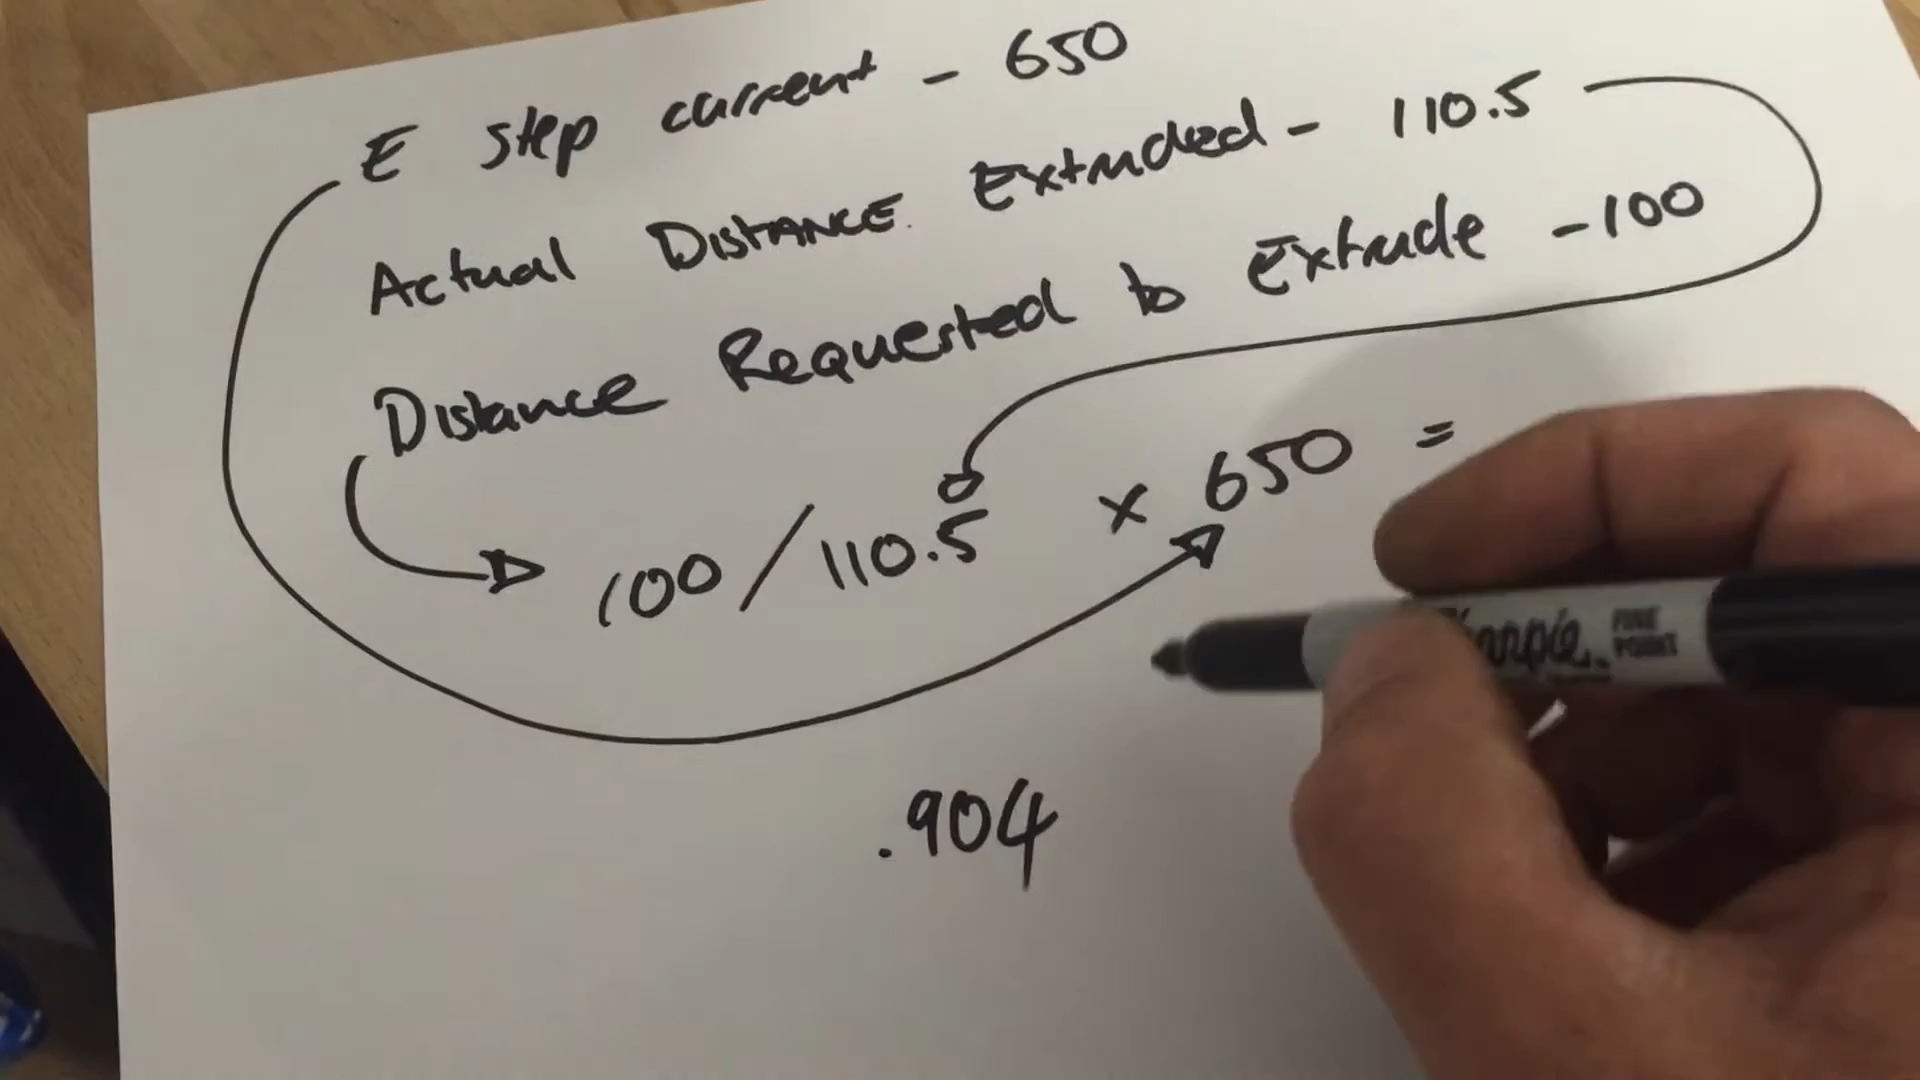 E step current - 650
Actual DISTANCE. Extruded - 110.5
Distance Requested to Extrude - 100
100 / 110.5 x 650 =
Sharpie.
FINE
POINT
.904